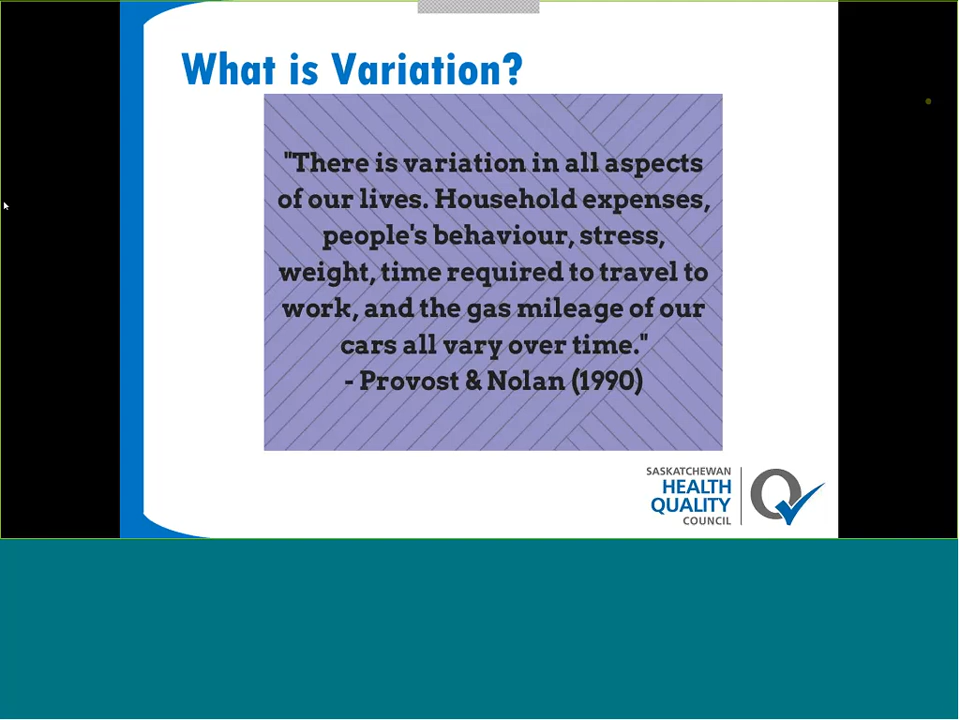 What is Variation?
"There is variation in all aspects
of our lives. Household expenses,
people's behaviour, stress,
weight, time required to travel to
work, and the gas mileage of our
cars all vary over time."
- Provost & Nolan (1990)
SASKATCHEWAN
HEALTH
QUALITY
COUNCIL